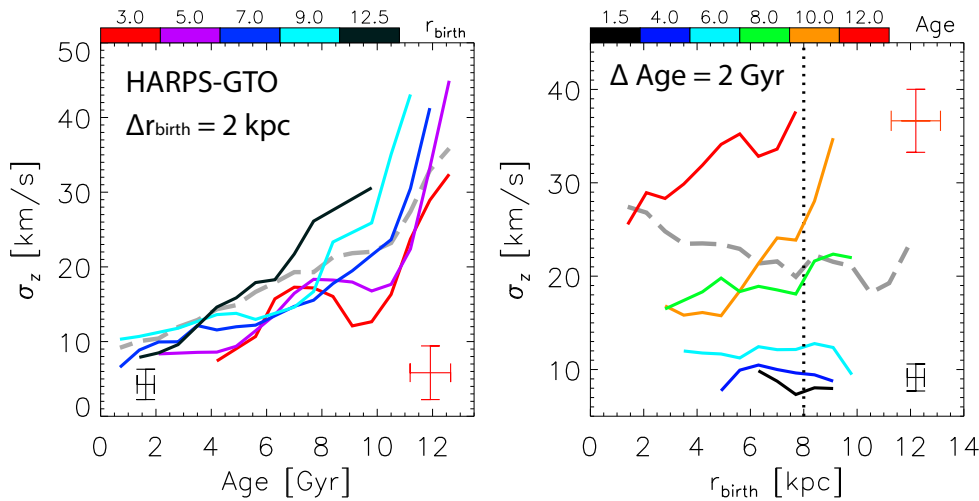 3.0 5.0 7.0 9.0 12.5 r_birth
HARPS-GTO
Δr_birth = 2 kpc
50
40
30
20
10
0
σ_z [km/s]
0 2 4 6 8 10 12
Age [Gyr]
1.5 4.0 6.0 8.0 10.0 12.0 Age
Δ Age = 2 Gyr
40
30
20
10
σ_z [km/s]
0 2 4 6 8 10 12 14
r_birth [kpc]